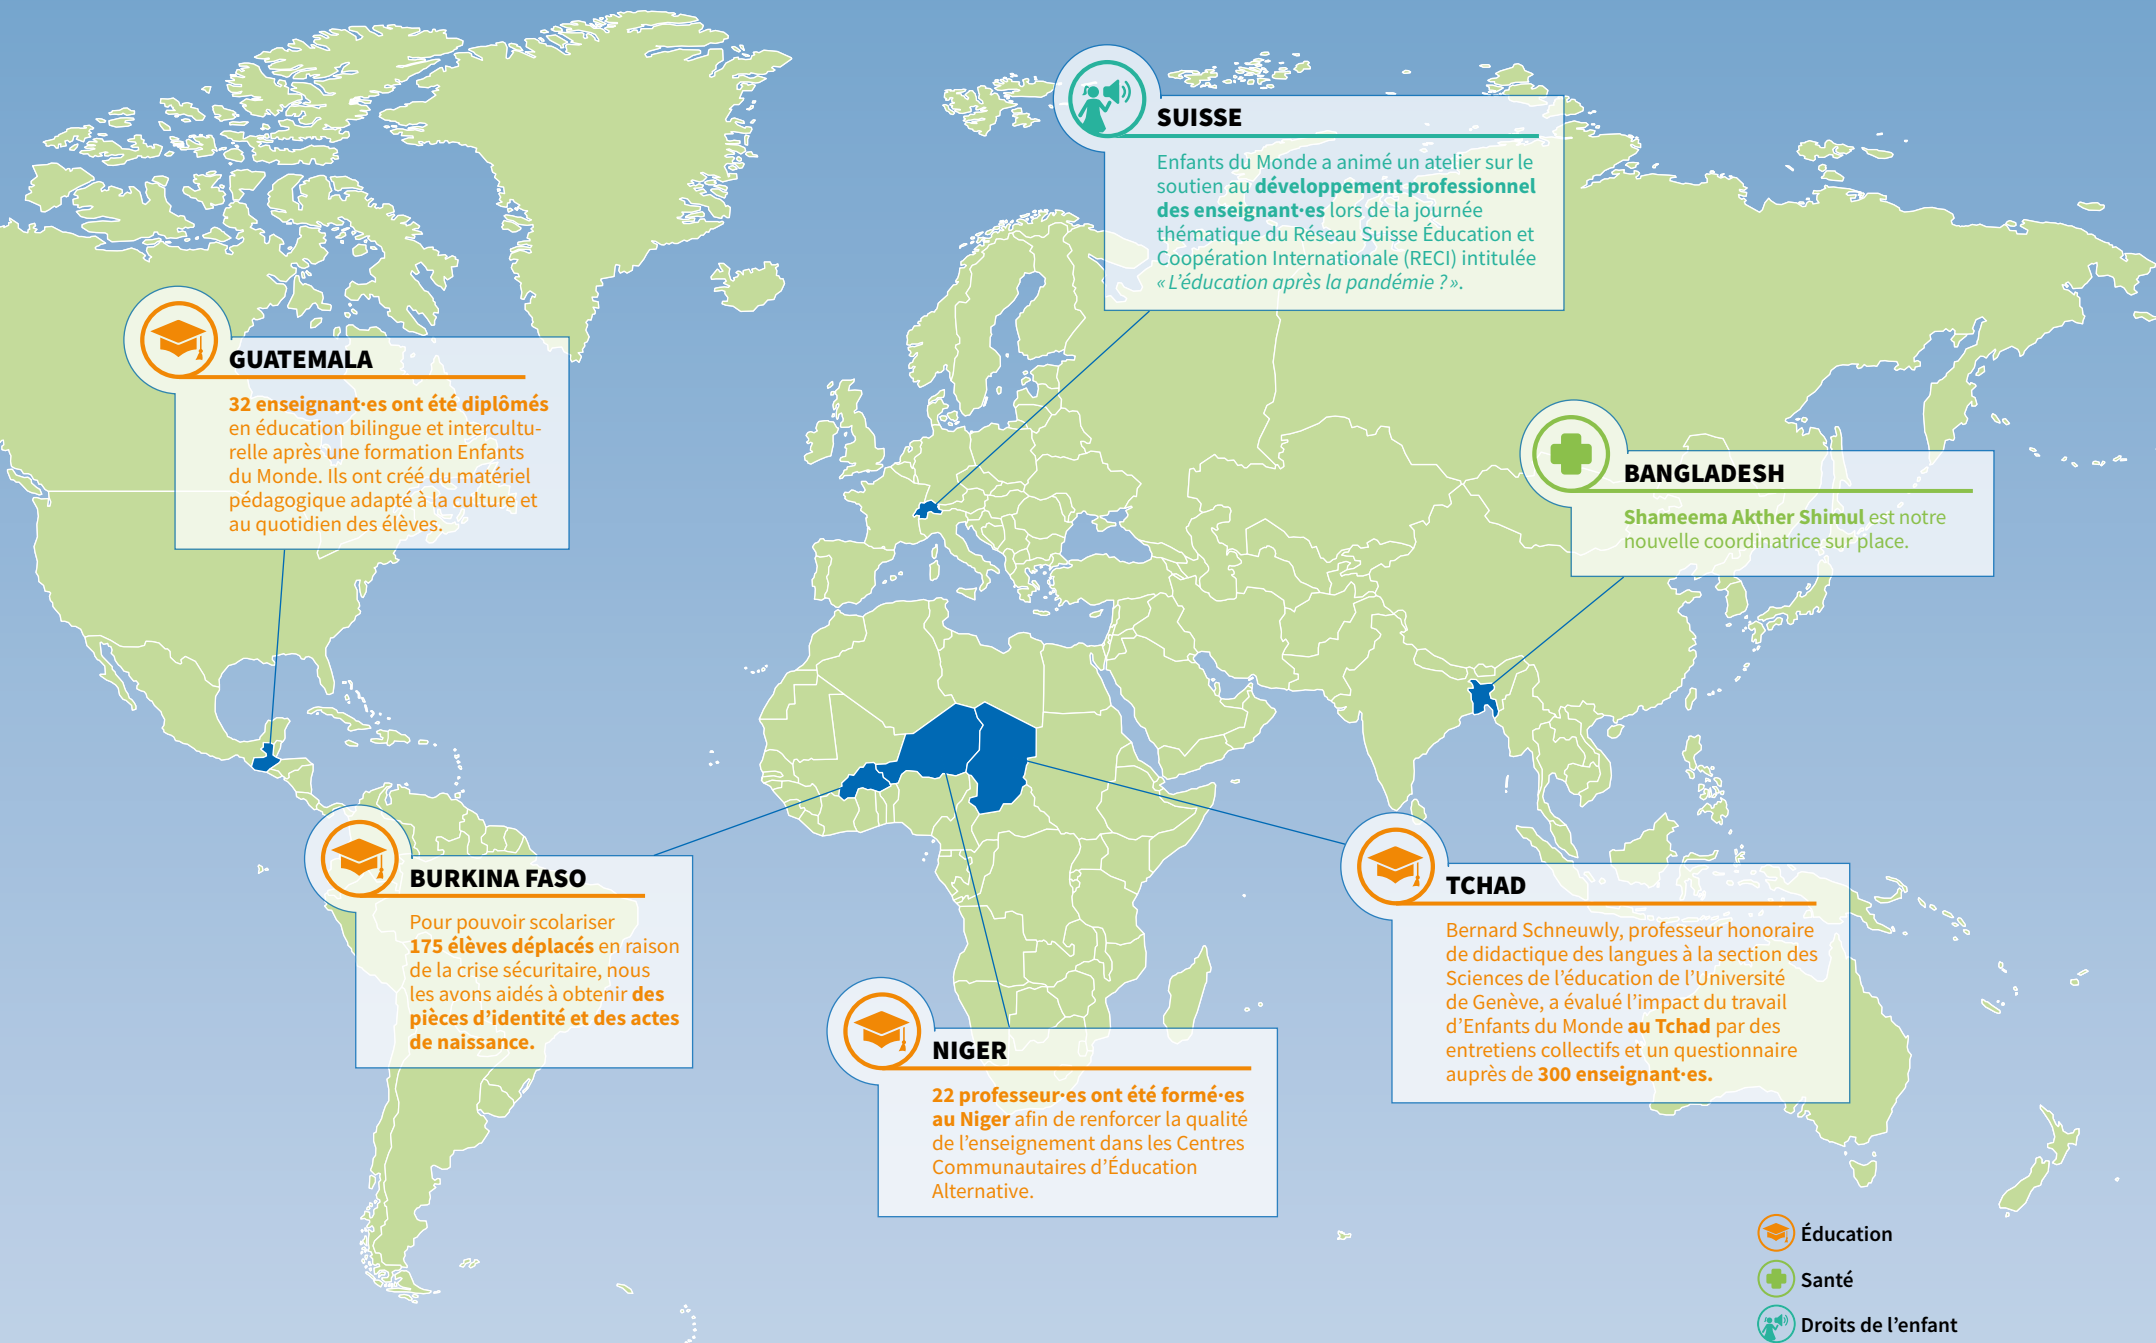 SUISSE
Enfants du Monde a animé un atelier sur le
soutien au développement professionnel
des enseignant·es lors de la journée
thématique du Réseau Suisse Éducation et
Coopération Internationale (RECI) intitulée
« L'éducation après la pandémie ? ».
GUATEMALA
32 enseignant·es ont été diplômés
en éducation bilingue et intercultu-
relle après une formation Enfants
du Monde. Ils ont créé du matériel
pédagogique adapté à la culture et
au quotidien des élèves.
BANGLADESH
Shameema Akther Shimul est notre
nouvelle coordinatrice sur place.
BURKINA FASO
Pour pouvoir scolariser
175 élèves déplacés en raison
de la crise sécuritaire, nous
les avons aidés à obtenir des
pièces d'identité et des actes
de naissance.
NIGER
22 professeur·es ont été formé·es
au Niger afin de renforcer la qualité
de l'enseignement dans les Centres
Communautaires d'Éducation
Alternative.
TCHAD
Bernard Schneuwly, professeur honoraire
de didactique des langues à la section des
Sciences de l'éducation de l'Université
de Genève, a évalué l'impact du travail
d'Enfants du Monde au Tchad par des
entretiens collectifs et un questionnaire
auprès de 300 enseignant·es.
Éducation
Santé
Droits de l'enfant